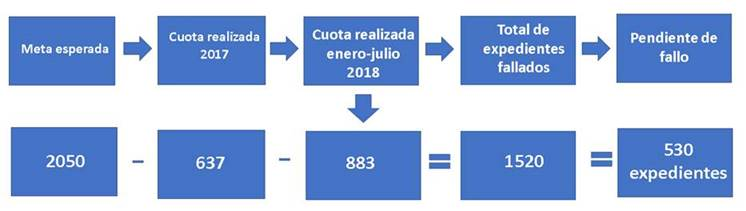 Meta esperada
Cuota realizada
2017
Cuota realizada
enero-julio
2018
Total de
expedientes
fallados
Pendiente de
fallo
2050 - 637 - 883 = 1520 = 530
expedientes